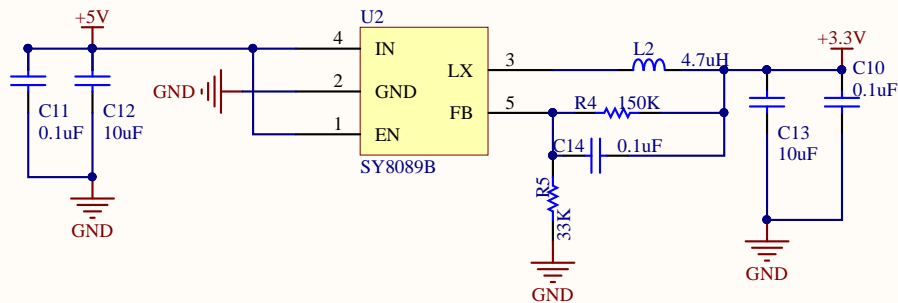 +5V
U2
4
IN
C11
0.1uF
C12
10uF
GND
GND
2
GND
1
EN
LX
3
FB
5
SY8089B
L2
4.7uH
R4
150K
C14
0.1uF
R5
33K
GND
+3.3V
C10
0.1uF
C13
10uF
GND